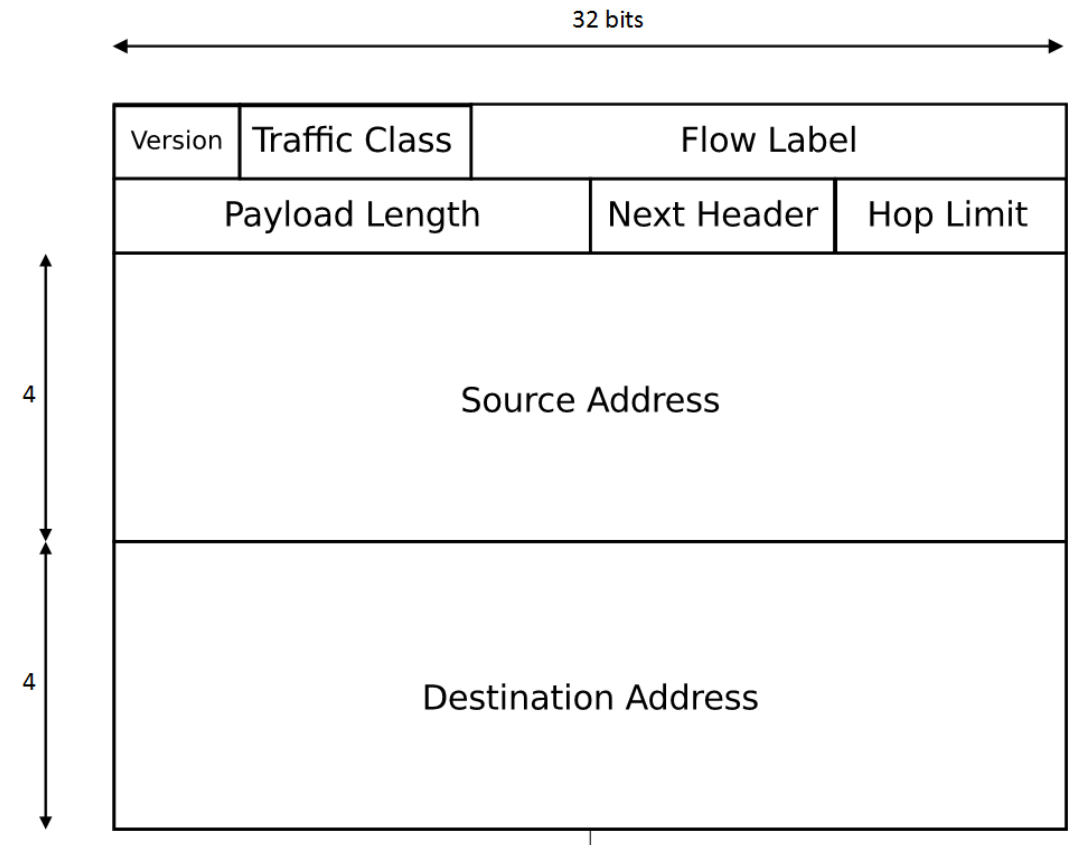 32 bits
Version Traffic Class Flow Label
Payload Length Next Header Hop Limit
4
Source Address
4
Destination Address